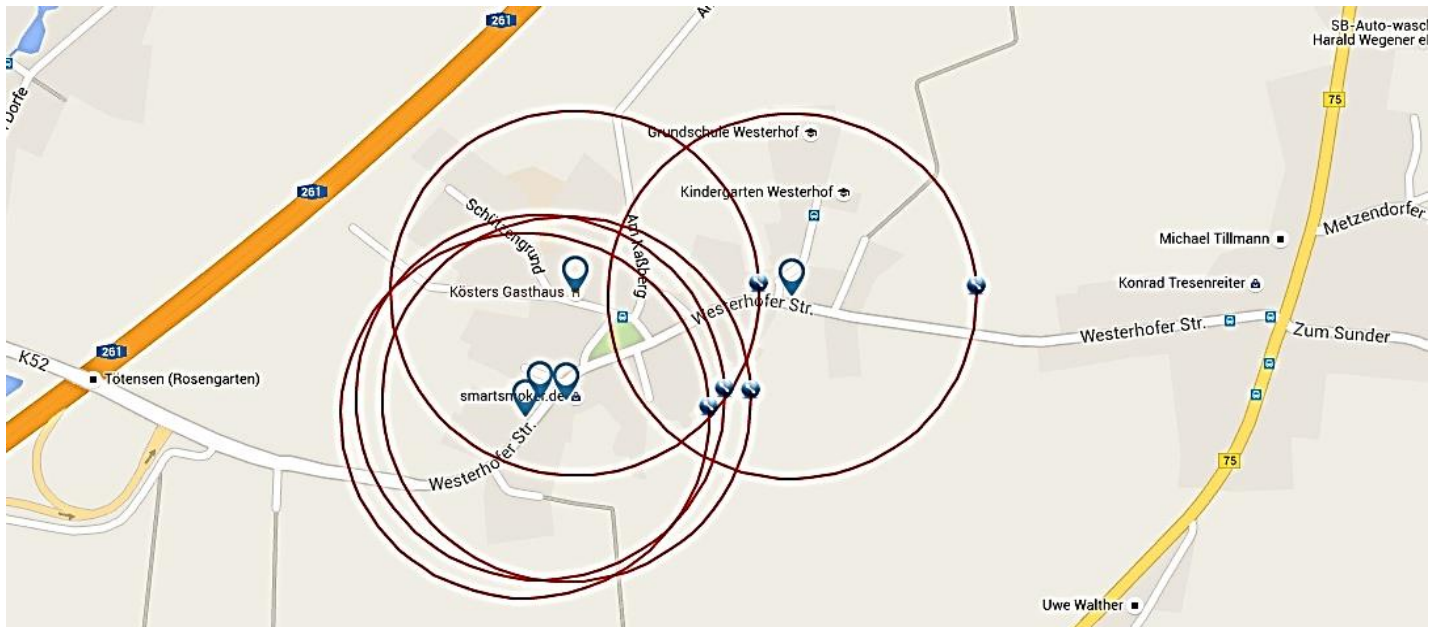 261
SB-Auto-wascl
Harald Wegener e
75
Dorfe
Grundschule Westerhof
261
Kindergarten Westerhof
Schützengrund
Am Kaßberg
Metzendorfer
Michael Tillmann
Kösters Gasthaus
Konrad Tresenreiter
Westerhofer Str.
Westerhofer Str.
Zum Sunder
261
K52
Tötensen (Rosengarten)
smartsmoker.de
Westerhofer Str.
75
Uwe Walther